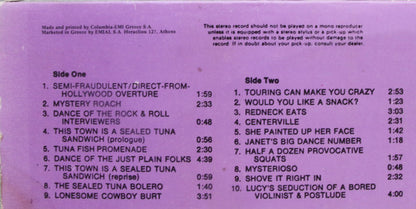 Made and printed by Columbia-EMI Greece S.A.
Marketed in Greece by EMIAL S.A. Heraclion 127, Athens
This stereo record should not be played on a mono reproducer
unless it is equipped with a stereo stylus or a pick-up which
enables stereo records to be played without damage to the
record. If in doubt about your pick-up, consult your dealer.
Side One
1. SEMI-FRAUDULENT/DIRECT-FROM-
HOLLYWOOD OVERTURE 1:59
2. MYSTERY ROACH 2:33
3. DANCE OF THE ROCK & ROLL
INTERVIEWERS 0:48
4. THIS TOWN IS A SEALED TUNA
SANDWICH (prologue) 0:56
5. TUNA FISH PROMENADE 2:30
6. DANCE OF THE JUST PLAIN FOLKS 4:39
7. THIS TOWN IS A SEALED TUNA
SANDWICH (reprise) 0:59
8. THE SEALED TUNA BOLERO 1:40
9. LONESOME COWBOY BURT 3:51
Side Two
1. TOURING CAN MAKE YOU CRAZY 2:53
2. WOULD YOU LIKE A SNACK? 1:23
3. REDNECK EATS 3:03
4. CENTERVILLE 2:31
5. SHE PAINTED UP HER FACE 1:42
6. JANET'S BIG DANCE NUMBER 1:18
7. HALF A DOZEN PROVOCATIVE
SQUATS 1:57
8. MYSTERIOSO 0:48
9. SHOVE IT RIGHT IN 2:32
10. LUCY'S SEDUCTION OF A BORED
VIOLINIST & POSTLUDE 4:00